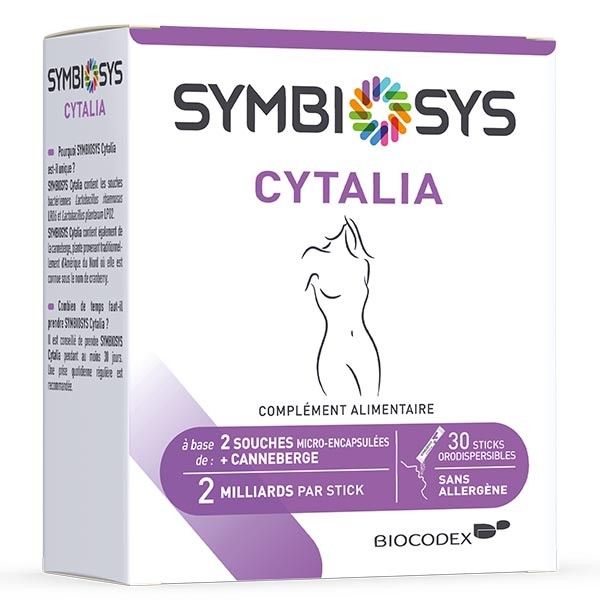 SYMBIOSYS
CYTALIA
Pourquoi SYMBIOSYS Cytalia
est-il unique ?
SYMBIOSYS Cytalia contient les souches
bactériennes Lactobacillus rhamnosus
LR06 et Lactobacillus plantarum LP02.
SYMBIOSYS Cytalia contient également de
la canneberge, plante provenant traditionnel-
lement d'Amérique du Nord où elle est
connue sous le nom de cranberry.
Combien de temps faut-il
prendre SYMBIOSYS Cytalia ?
Il est conseillé de prendre SYMBIOSYS
Cytalia pendant au moins 30 jours.
Une prise quotidienne régulière est
recommandée.
SYMBIOSYS
CYTALIA
COMPLÉMENT ALIMENTAIRE
à base de : 2 SOUCHES MICRO-ENCAPSULÉES
+ CANNEBERGE
2 MILLIARDS PAR STICK
30 STICKS
ORODISPERSIBLES
SANS
ALLERGÈNE
BIOCODEX